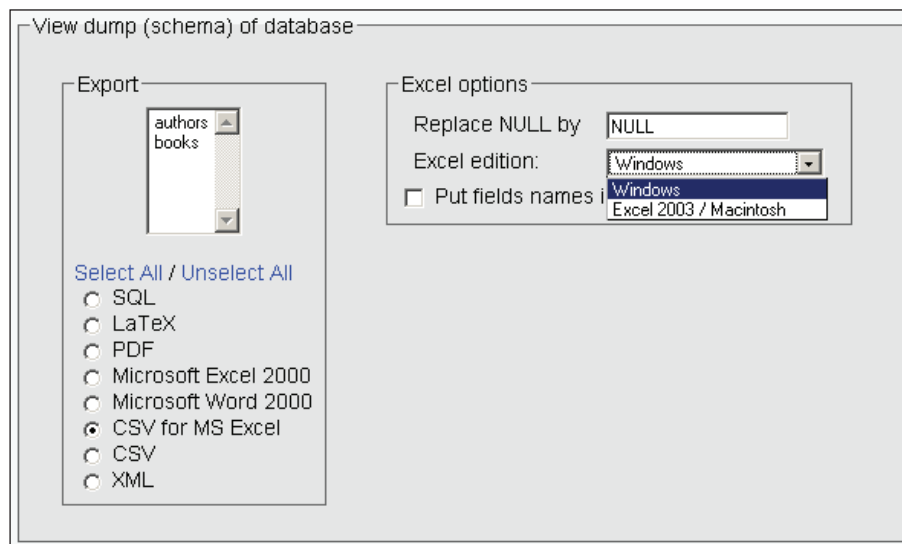 View dump (schema) of database
Export
authors
books
Select All / Unselect All
SQL
LaTeX
PDF
Microsoft Excel 2000
Microsoft Word 2000
CSV for MS Excel
CSV
XML
Excel options
Replace NULL by NULL
Excel edition: Windows
Windows
Excel 2003 / Macintosh
Put fields names